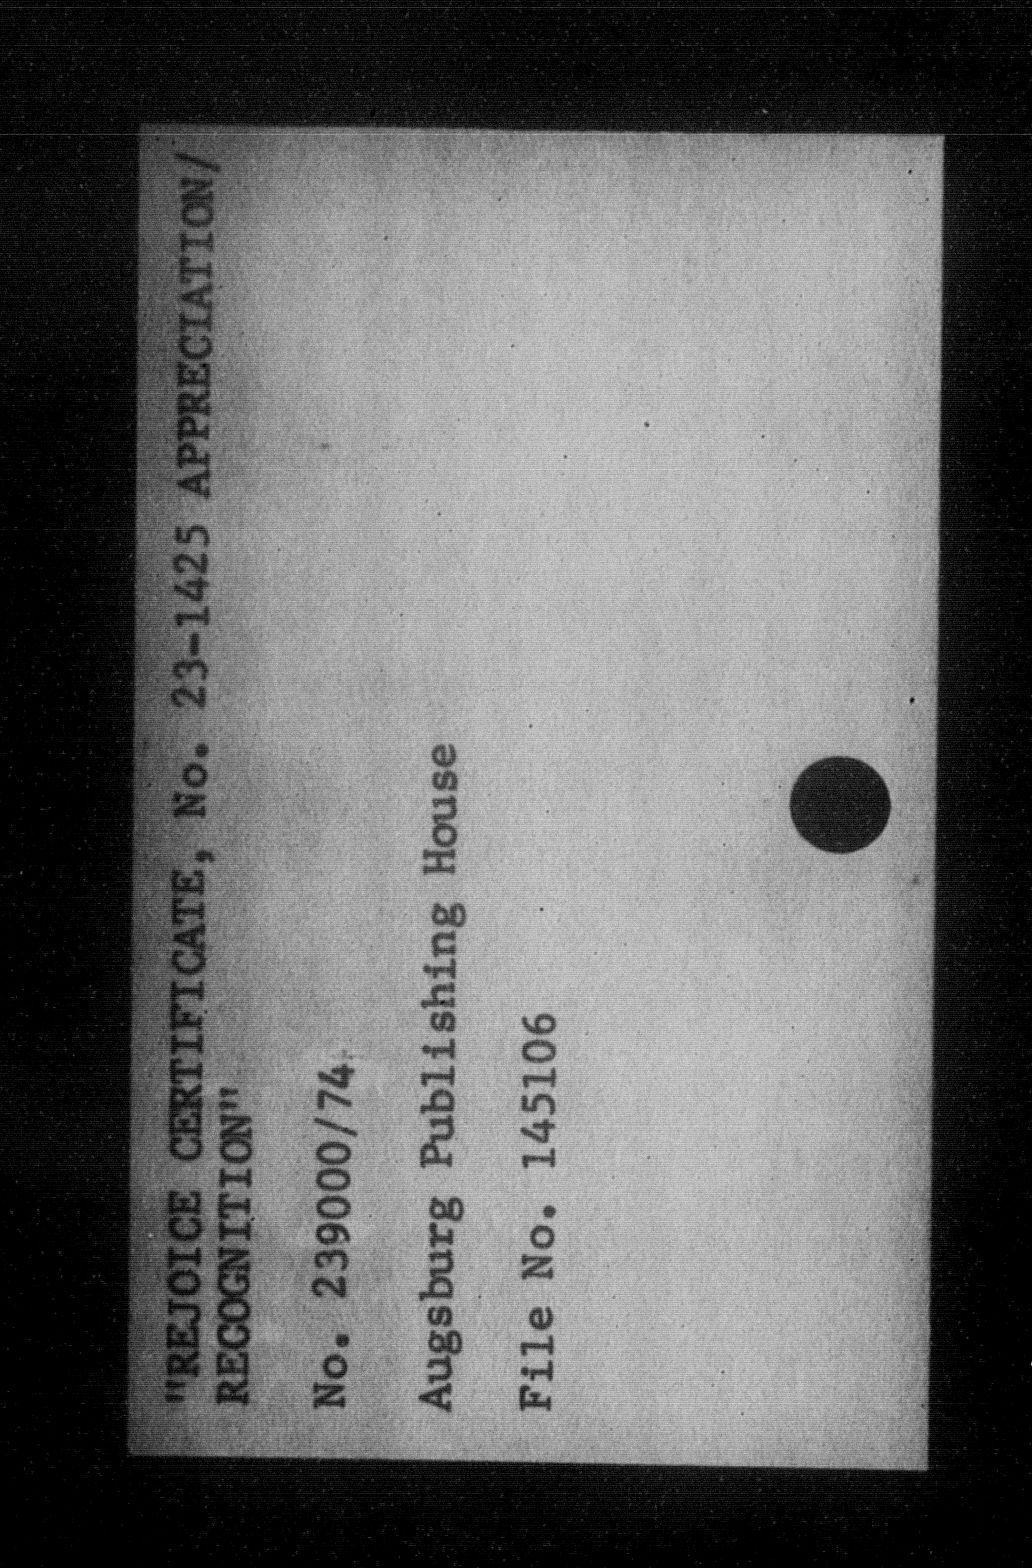 "REJOICE CERTIFICATE, No. 23-1425 APPRECIATION/
RECOGNITION"
No. 239000/74
Augsburg Publishing House
File No. 145106